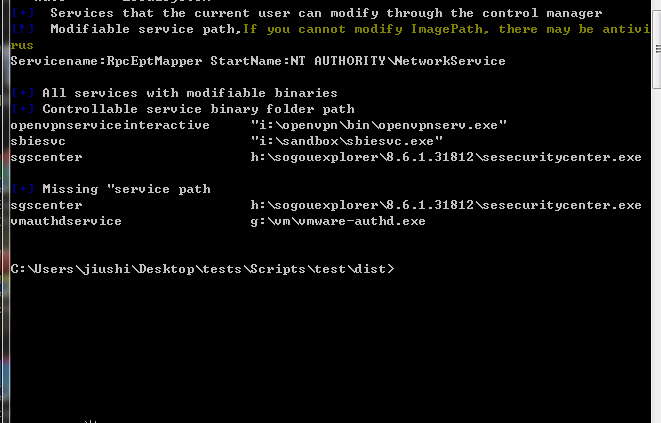 [+] Services that the current user can modify through the control manager
[!] Modifiable service path,If you cannot modify ImagePath, there may be antivi
rus
Servicename:RpcEptMapper StartName:NT AUTHORITY\NetworkService
[+] All services with modifiable binaries
[+] Controllable service binary folder path
openvpnserviceinteractive "i:\openvpn\bin\openvpnserv.exe"
sbiesvc "i:\sandbox\sbiesvc.exe"
sgscenter h:\sogouexplorer\8.6.1.31812\sesecuritycenter.exe
[+] Missing "service path
sgscenter h:\sogouexplorer\8.6.1.31812\sesecuritycenter.exe
vmauthdservice g:\vm\vmware-authd.exe
C:\Users\jiushi\Desktop\tests\Scripts\test\dist>